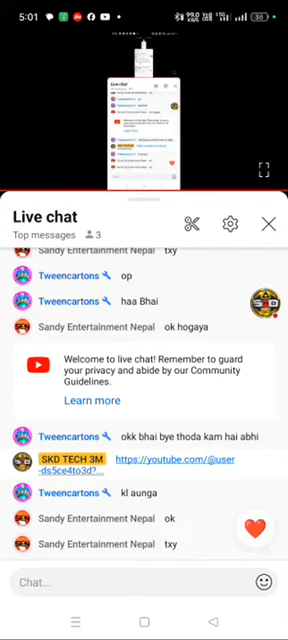 5:01
99.0
58
Live chat
Top messages 3
Sandy Entertainment Nepal txy
Tweencartons op
Tweencartons haa Bhai
Sandy Entertainment Nepal ok hogaya
Welcome to live chat! Remember to guard
your privacy and abide by our Community
Guidelines.
Learn more
Tweencartons okk bhai bye thoda kam hai abhi
SKD TECH 3M https://youtube.com/@user
-ds5ce4to3d?...
Tweencartons kl aunga
Sandy Entertainment Nepal ok
Sandy Entertainment Nepal txy
Chat...